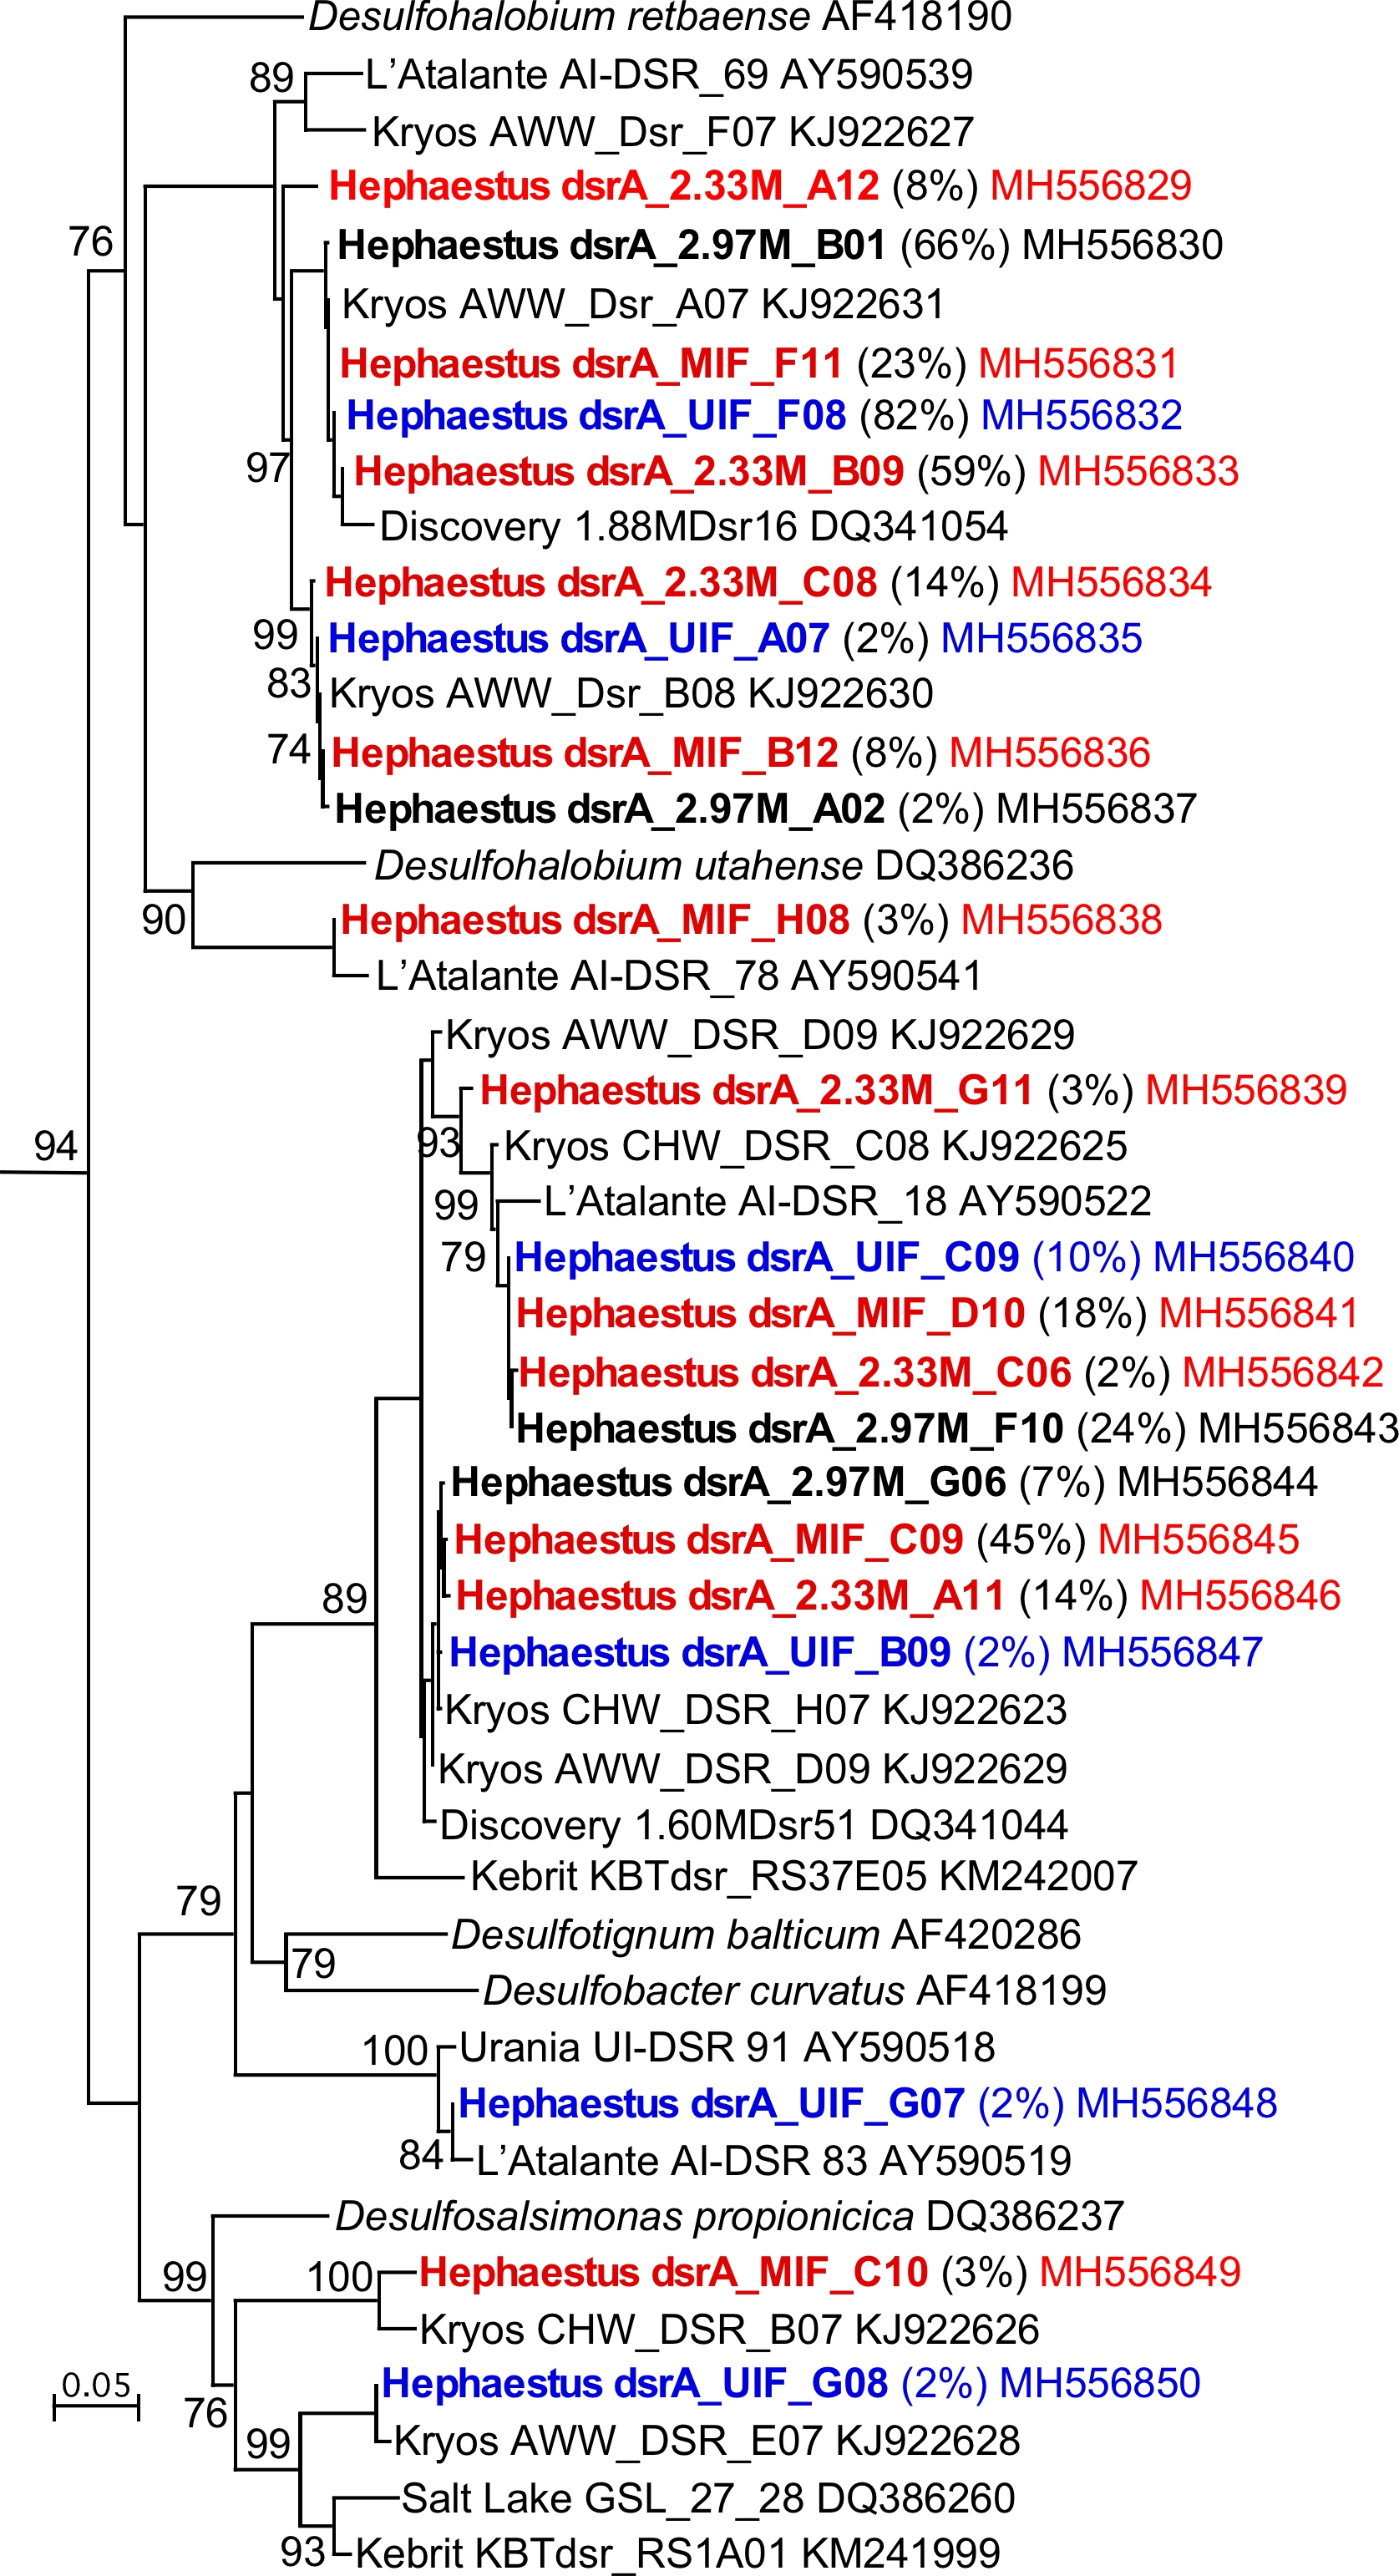 Desulfohalobium retbaense AF418190
89
L’Atalante AI-DSR_69 AY590539
Kryos AWW_Dsr_F07 KJ922627
Hephaestus dsrA_2.33M_A12 (8%) MH556829
76
Hephaestus dsrA_2.97M_B01 (66%) MH556830
Kryos AWW_Dsr_A07 KJ922631
Hephaestus dsrA_MIF_F11 (23%) MH556831
Hephaestus dsrA_UIF_F08 (82%) MH556832
97
Hephaestus dsrA_2.33M_B09 (59%) MH556833
Discovery 1.88MDsr16 DQ341054
Hephaestus dsrA_2.33M_C08 (14%) MH556834
99
Hephaestus dsrA_UIF_A07 (2%) MH556835
83
Kryos AWW_Dsr_B08 KJ922630
74
Hephaestus dsrA_MIF_B12 (8%) MH556836
Hephaestus dsrA_2.97M_A02 (2%) MH556837
Desulfohalobium utahense DQ386236
90
Hephaestus dsrA_MIF_H08 (3%) MH556838
L’Atalante AI-DSR_78 AY590541
Kryos AWW_DSR_D09 KJ922629
Hephaestus dsrA_2.33M_G11 (3%) MH556839
94
93
Kryos CHW_DSR_C08 KJ922625
99
L’Atalante AI-DSR_18 AY590522
79
Hephaestus dsrA_UIF_C09 (10%) MH556840
Hephaestus dsrA_MIF_D10 (18%) MH556841
Hephaestus dsrA_2.33M_C06 (2%) MH556842
Hephaestus dsrA_2.97M_F10 (24%) MH556843
Hephaestus dsrA_2.97M_G06 (7%) MH556844
Hephaestus dsrA_MIF_C09 (45%) MH556845
89
Hephaestus dsrA_2.33M_A11 (14%) MH556846
Hephaestus dsrA_UIF_B09 (2%) MH556847
Kryos CHW_DSR_H07 KJ922623
Kryos AWW_DSR_D09 KJ922629
Discovery 1.60MDsr51 DQ341044
Kebrit KBTdsr_RS37E05 KM242007
79
Desulfotignum balticum AF420286
79
Desulfobacter curvatus AF418199
100
Urania UI-DSR 91 AY590518
Hephaestus dsrA_UIF_G07 (2%) MH556848
84
L’Atalante AI-DSR 83 AY590519
Desulfosalsimonas propionicica DQ386237
99
100
Hephaestus dsrA_MIF_C10 (3%) MH556849
Kryos CHW_DSR_B07 KJ922626
0.05
Hephaestus dsrA_UIF_G08 (2%) MH556850
76
99
Kryos AWW_DSR_E07 KJ922628
Salt Lake GSL_27_28 DQ386260
93
Kebrit KBTdsr_RS1A01 KM241999